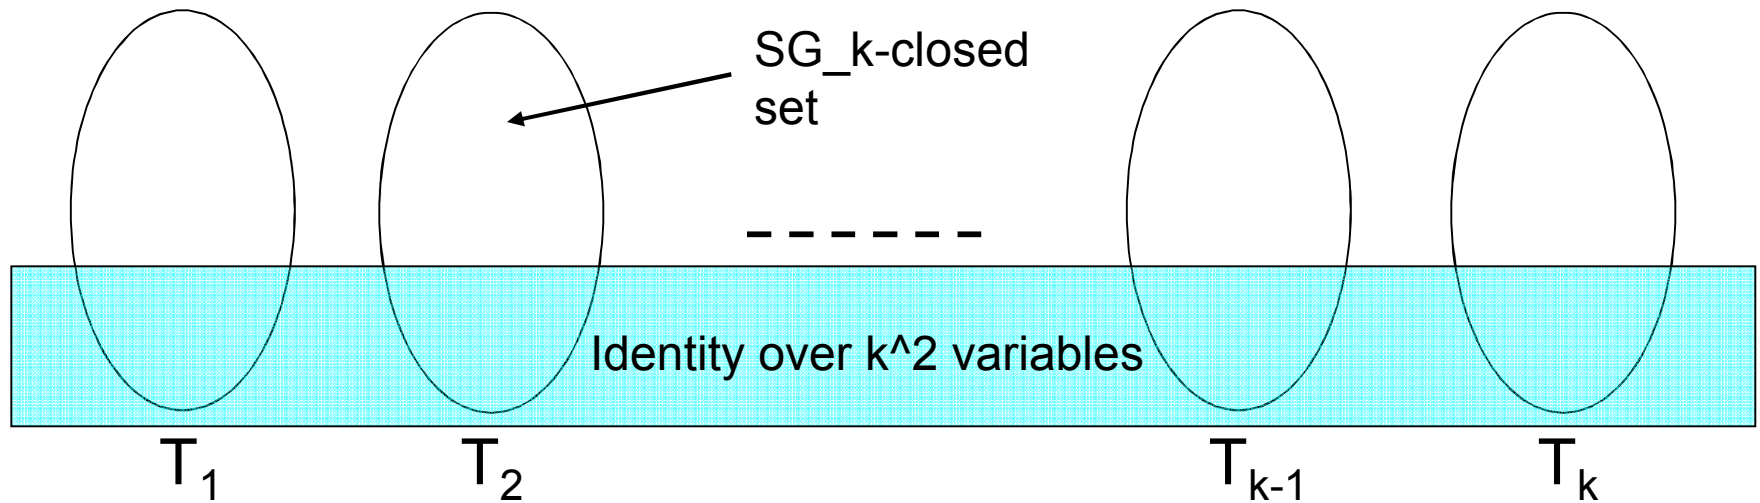 SG_k-closed
set
Identity over k^2 variables
T₁ T₂ Tₖ₋₁ Tₖ